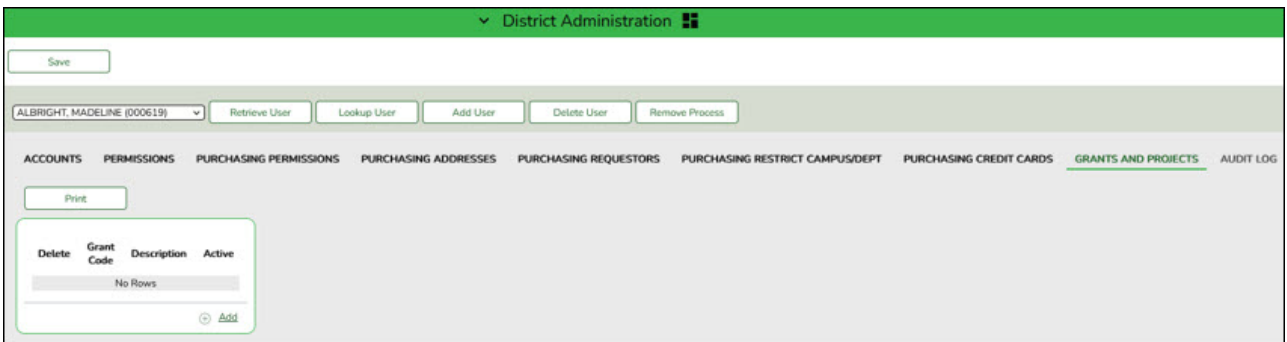 District Administration
Save
ALBRIGHT, MADELINE (000619) Retrieve User Lookup User Add User Delete User Remove Process
ACCOUNTS PERMISSIONS PURCHASING PERMISSIONS PURCHASING ADDRESSES PURCHASING REQUESTORS PURCHASING RESTRICT CAMPUS/DEPT PURCHASING CREDIT CARDS GRANTS AND PROJECTS AUDIT LOG
Print
Delete Grant Code Description Active
No Rows
Add